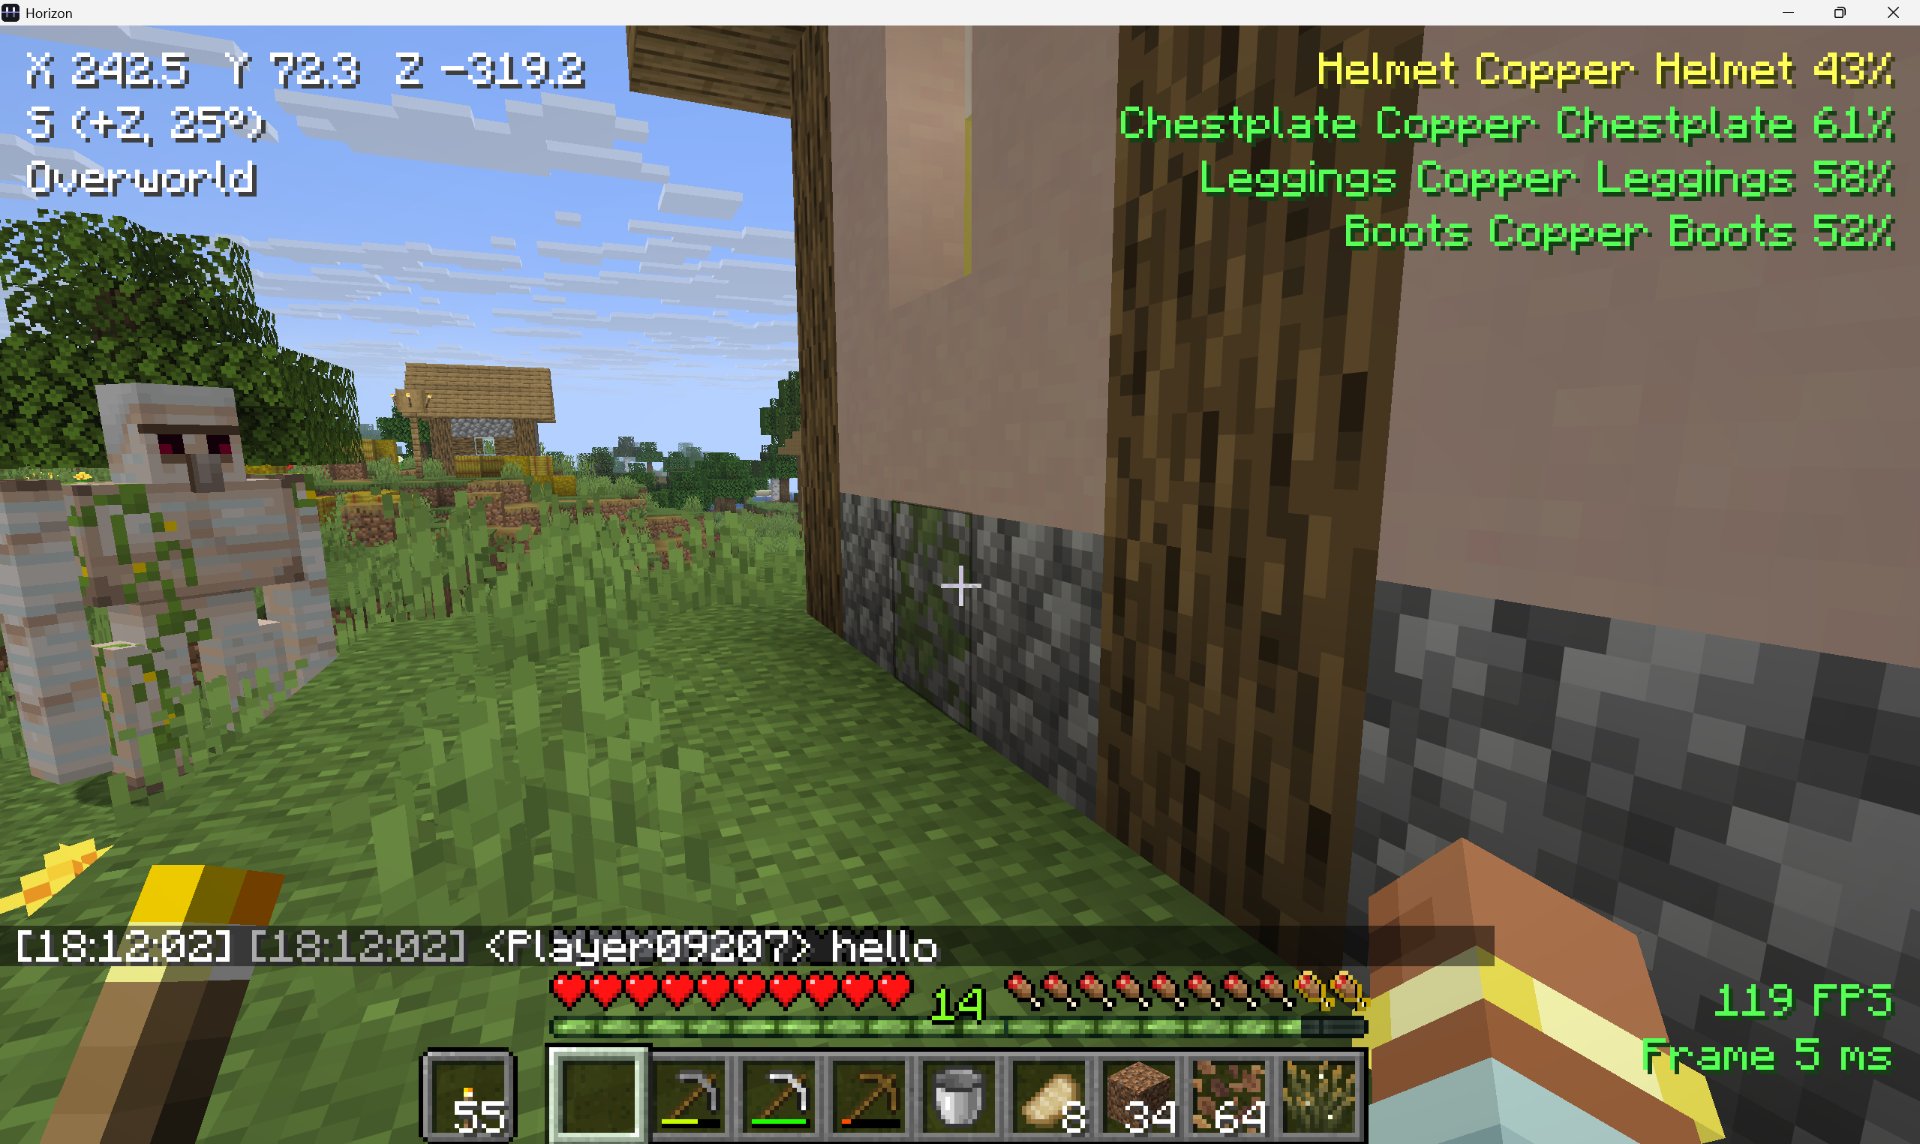 Horizon
X 242.5 Y 72.3 Z -319.2
S (+Z, 25º)
Overworld
Helmet Copper Helmet 43%
Chestplate Copper Chestplate 61%
Leggings Copper Leggings 58%
Boots Copper Boots 52%
[18:12:02] [18:12:02] <Player09207> hello
14
119 FPS
Frame 5 ms
55
8
34
64